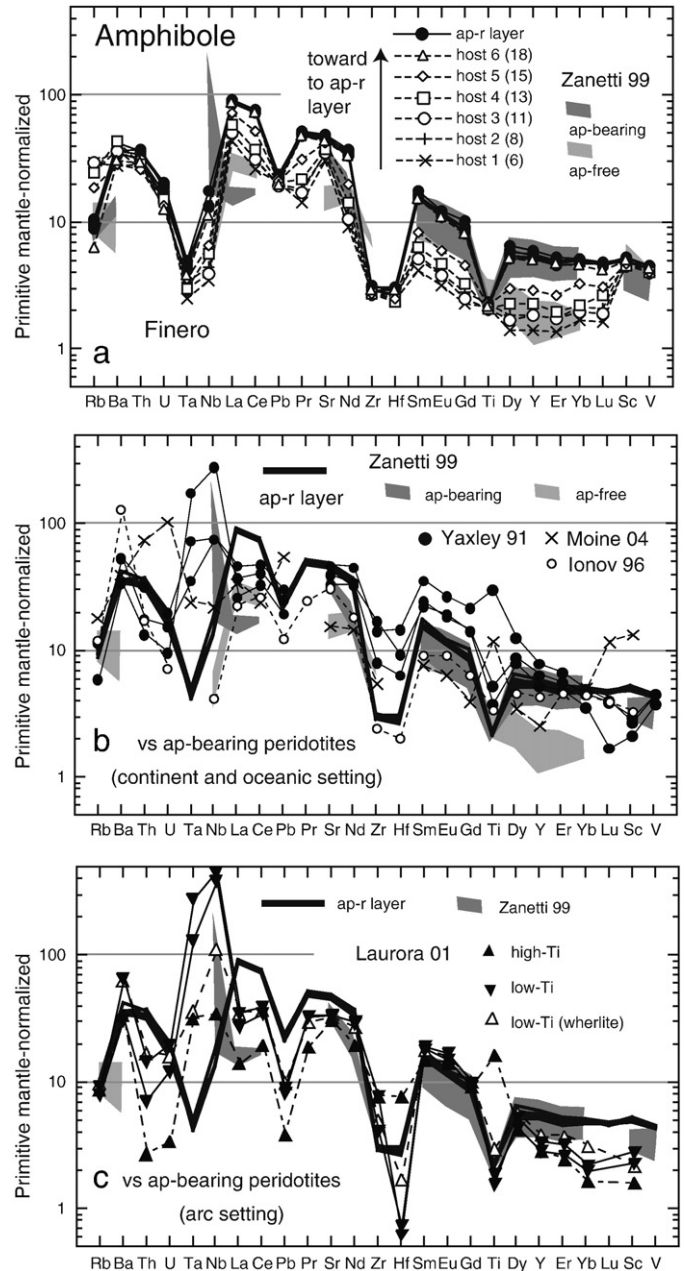 Amphibole
toward
to ap-r
layer
ap-r layer
host 6 (18)
host 5 (15)
host 4 (13)
host 3 (11)
host 2 (8)
host 1 (6)
Zanetti 99
ap-bearing
ap-free
Primitive mantle-normalized
100
10
1
a
Finero
Rb Ba Th U Ta Nb La Ce Pb Pr Sr Nd Zr Hf Sm Eu Gd Ti Dy Y Er Yb Lu Sc V
ap-r layer
Zanetti 99
ap-bearing
ap-free
Yaxley 91
Moine 04
Ionov 96
Primitive mantle-normalized
100
10
1
b
vs ap-bearing peridotites
(continent and oceanic setting)
Rb Ba Th U Ta Nb La Ce Pb Pr Sr Nd Zr Hf Sm Eu Gd Ti Dy Y Er Yb Lu Sc V
ap-r layer
Zanetti 99
Laurora 01
high-Ti
low-Ti
low-Ti (wherlite)
Primitive mantle-normalized
100
10
1
c
vs ap-bearing peridotites
(arc setting)
Rb Ba Th U Ta Nb La Ce Pb Pr Sr Nd Zr Hf Sm Eu Gd Ti Dy Y Er Yb Lu Sc V